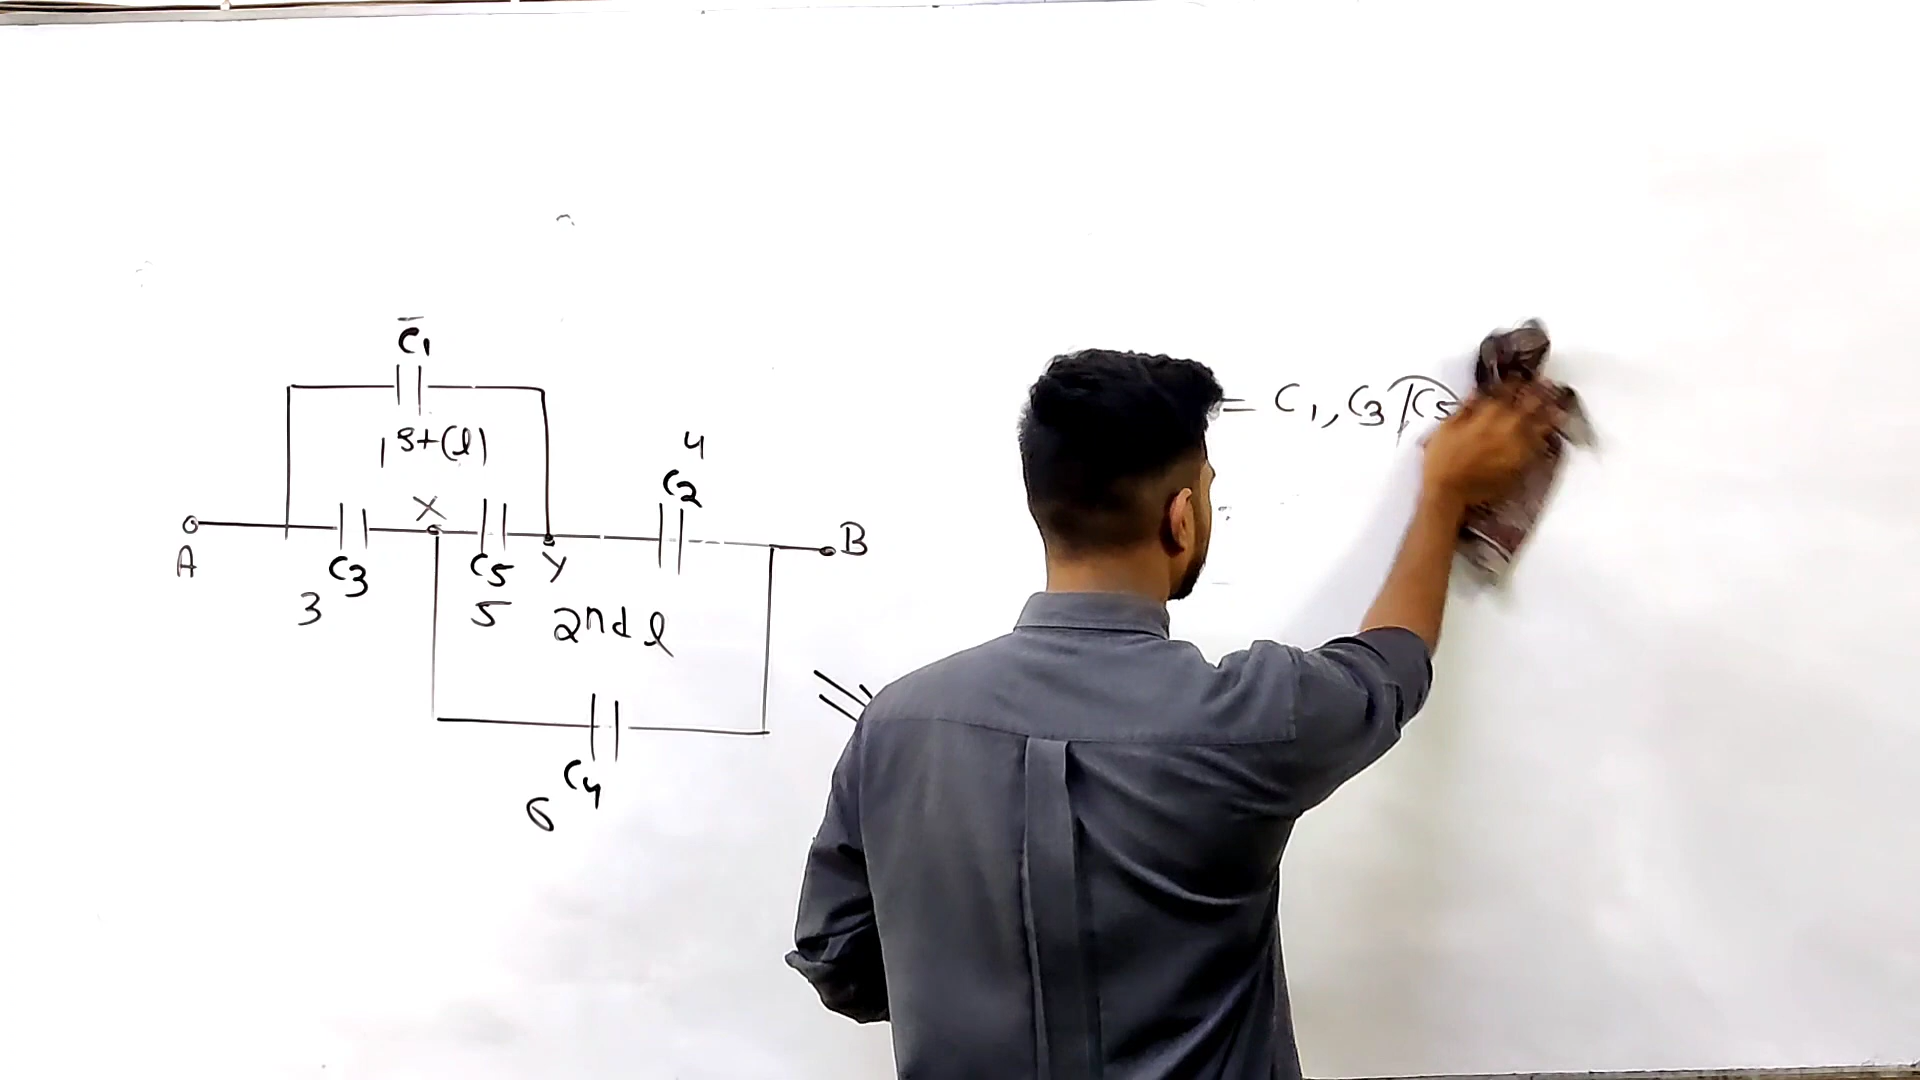 C1
1st (l)
4
C2
X
A
C3
C5
Y
B
3
5
2nd l
C4
6
= C1, C3 / C5